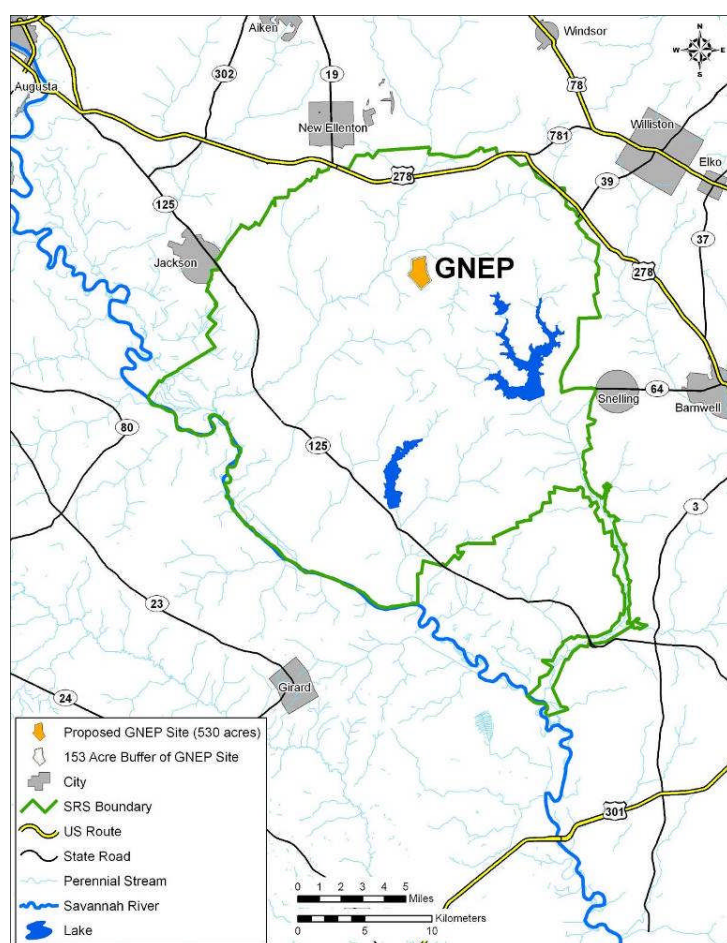 Aiken
Windsor
N
W E
S
302
19
Augusta
78
New Ellenton
Williston
781
Elko
278
39
125
37
Jackson
GNEP
278
64
Snelling
Barnwell
80
125
3
23
Girard
24
301
Proposed GNEP Site (530 acres)
153 Acre Buffer of GNEP Site
City
SRS Boundary
US Route
State Road
Perennial Stream
Savannah River
Lake
0 1 2 3 4 5
Miles
0 5 10
Kilometers